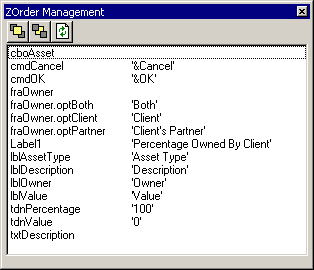 ZOrder Management
cboAsset
cmdCancel '&Cancel'
cmdOK '&OK'
fraOwner
fraOwner.optBoth 'Both'
fraOwner.optClient 'Client'
fraOwner.optPartner 'Client's Partner'
Label1 'Percentage Owned By Client'
lblAssetType 'Asset Type'
lblDescription 'Description'
lblOwner 'Owner'
lblValue 'Value'
tdnPercentage '100'
tdnValue '0'
txtDescription